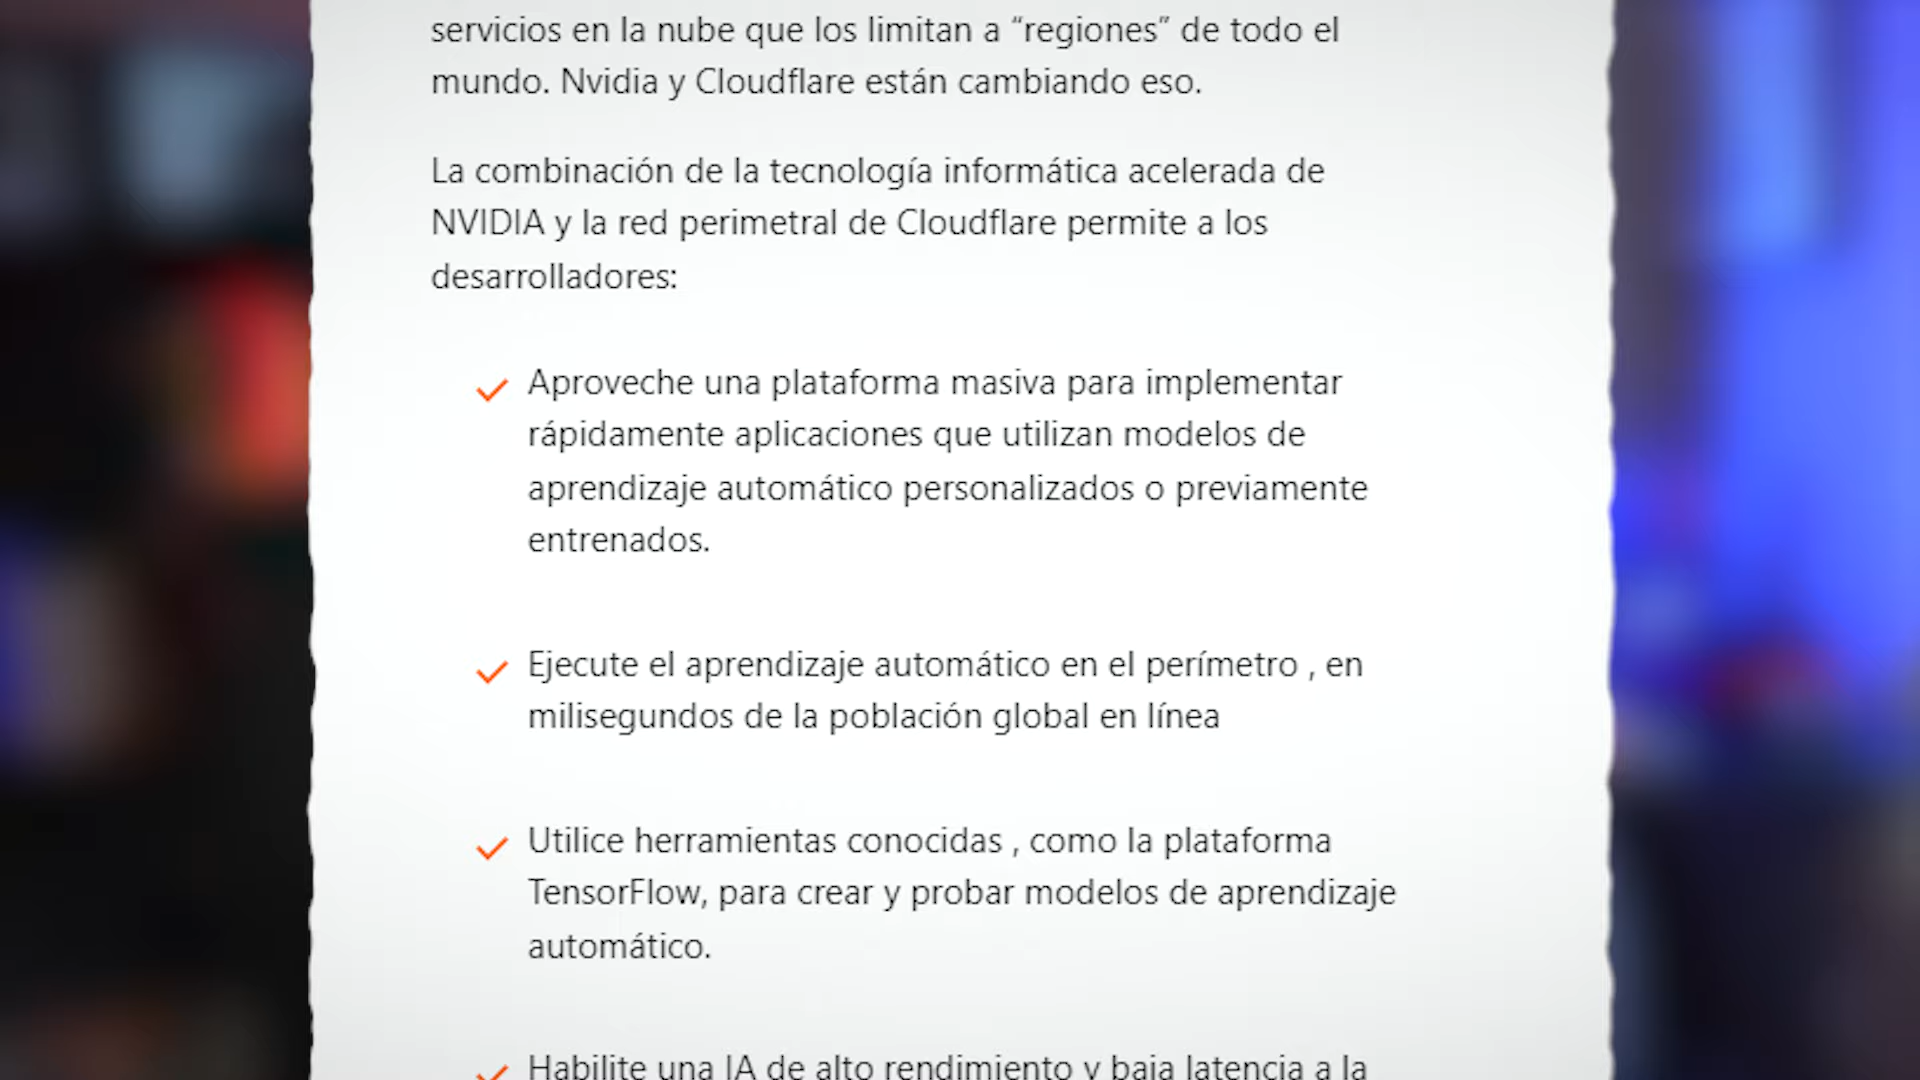 servicios en la nube que los limitan a “regiones” de todo el
mundo. Nvidia y Cloudflare están cambiando eso.
La combinación de la tecnología informática acelerada de
NVIDIA y la red perimetral de Cloudflare permite a los
desarrolladores:
Aproveche una plataforma masiva para implementar
rápidamente aplicaciones que utilizan modelos de
aprendizaje automático personalizados o previamente
entrenados.
Ejecute el aprendizaje automático en el perímetro , en
milisegundos de la población global en línea
Utilice herramientas conocidas , como la plataforma
TensorFlow, para crear y probar modelos de aprendizaje
automático.
Habilite una IA de alto rendimiento y baja latencia a la